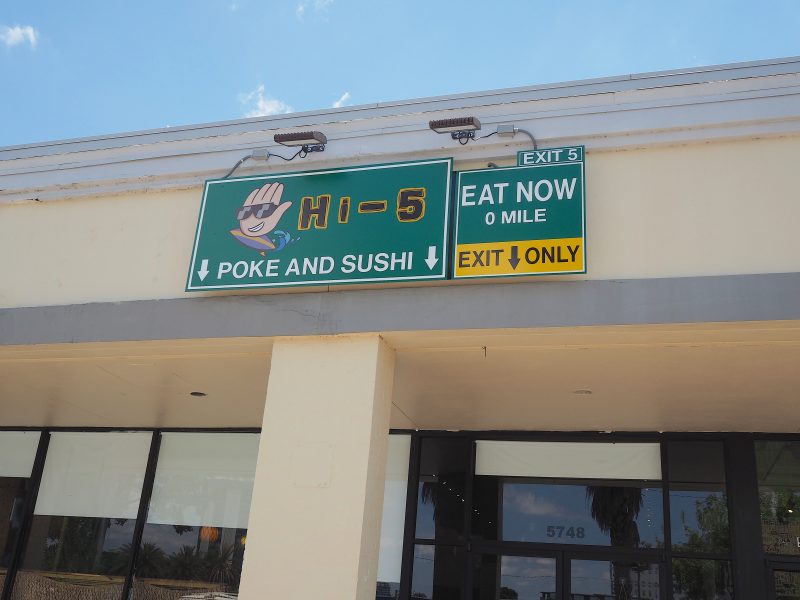 Hi-5
POKE AND SUSHI
EXIT 5
EAT NOW
0 MILE
EXIT ONLY
5748